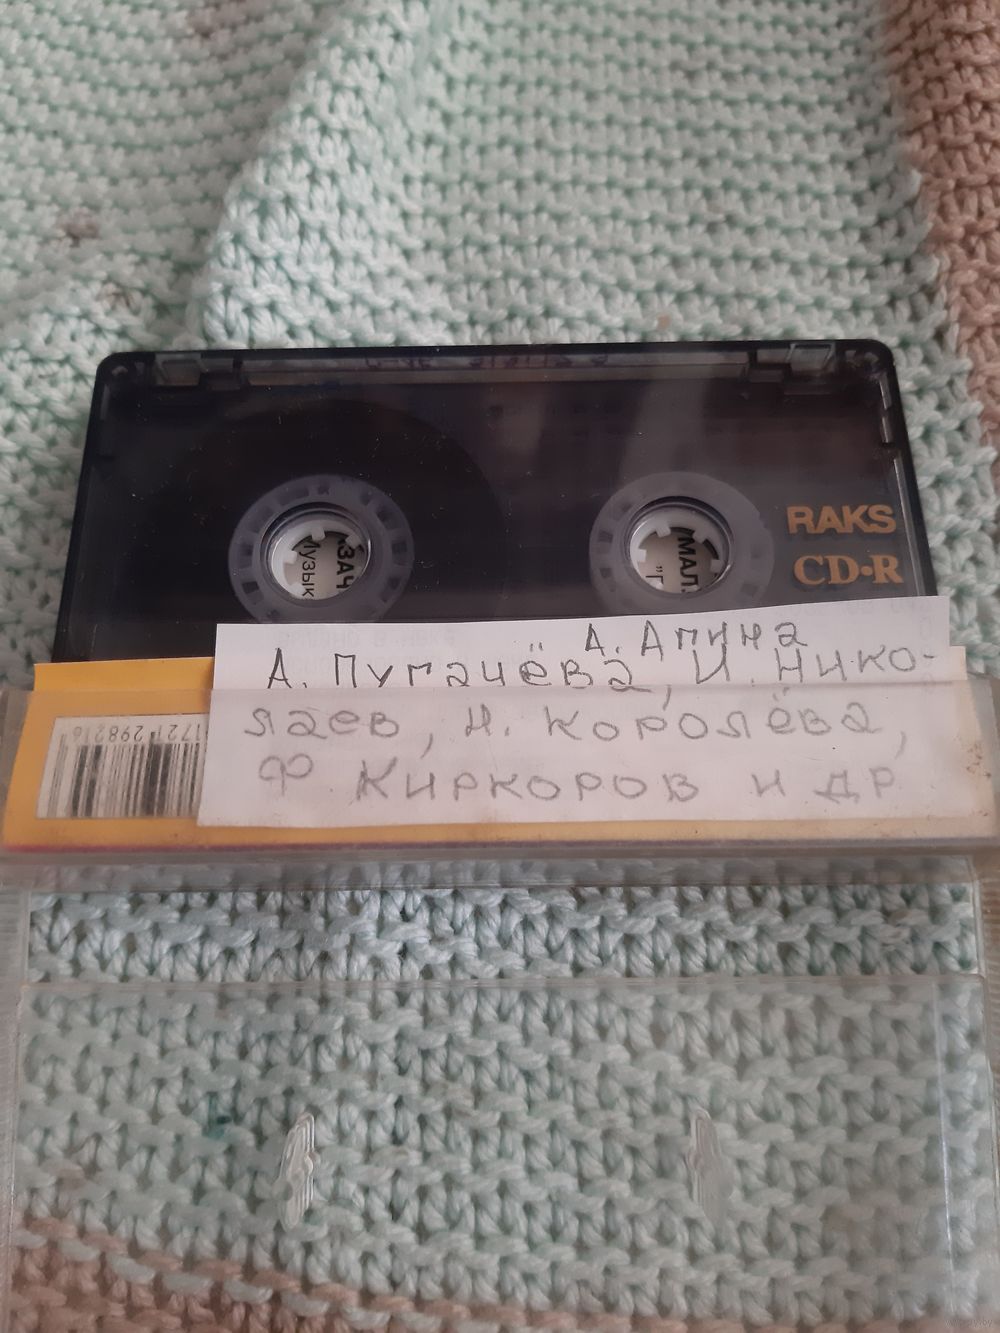 RAKS
CD•R
А. Апина
А. Пугачёва, И. Нико-
лаев, Н. Королёва,
Ф Киркоров и др